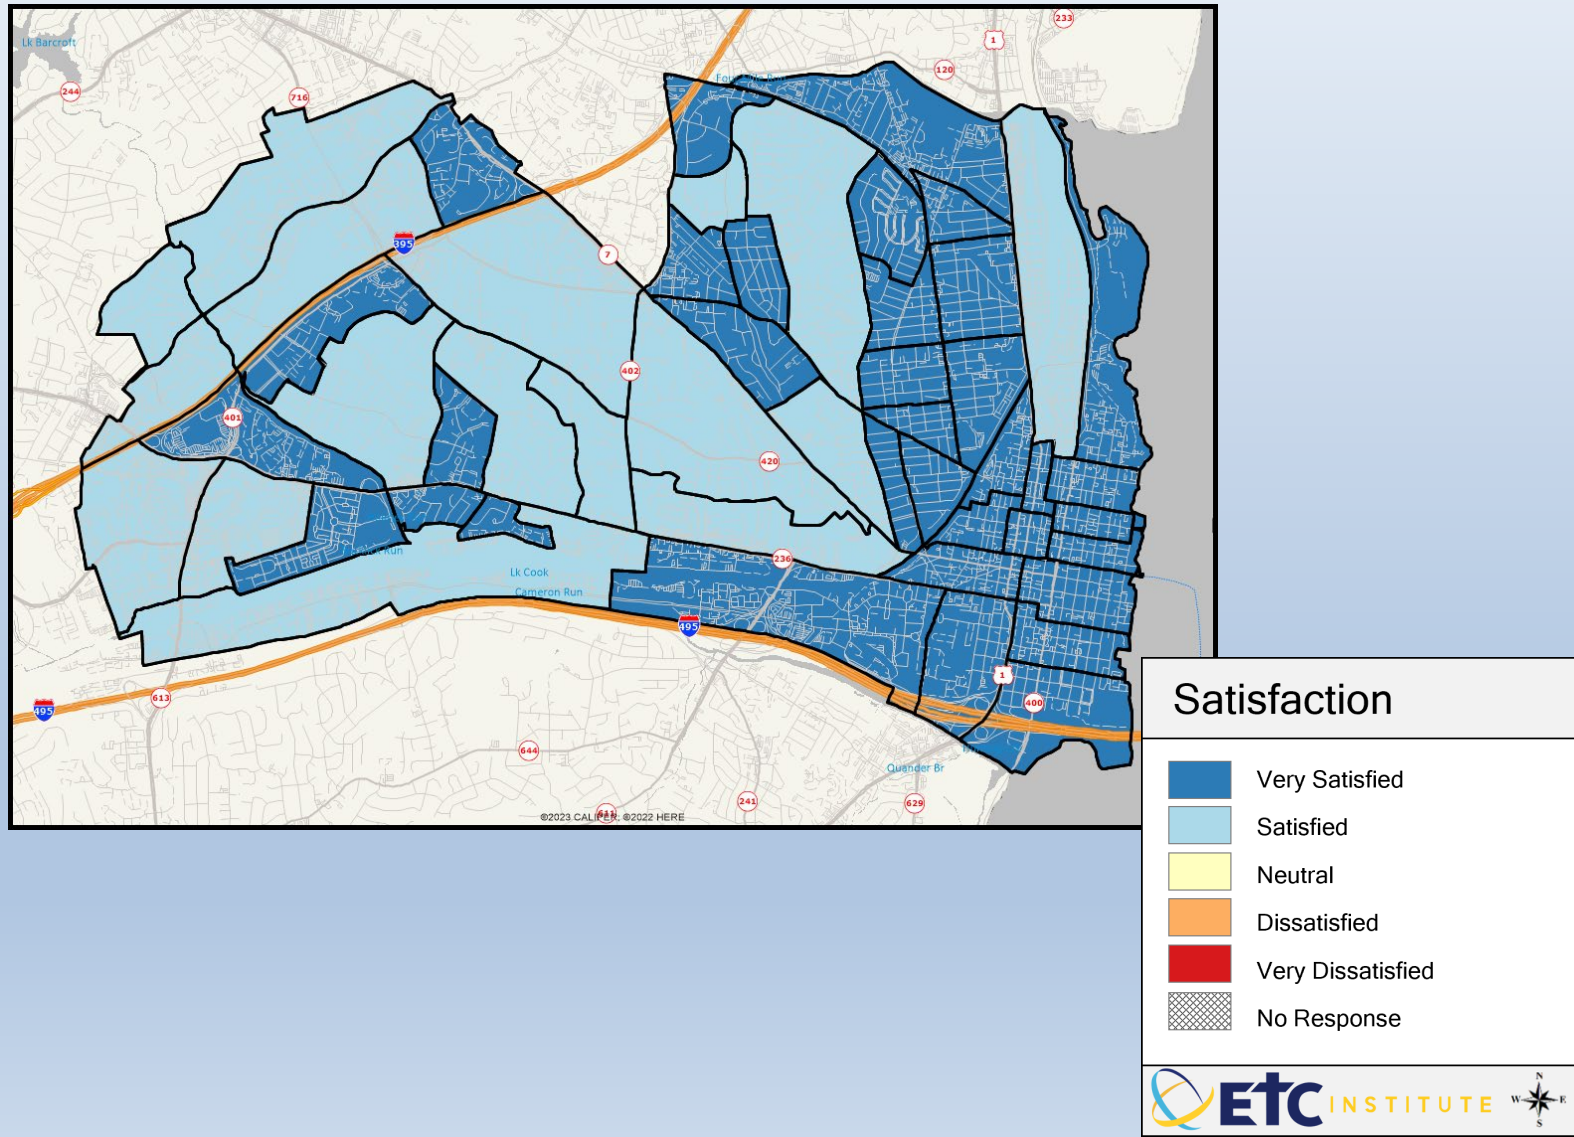 233
Lk Barcroft
1
120
244
716
395
7
402
401
420
236
Lk Cook
Cameron Run
495
1
613
400
495
644
Quander Br
241
629
611
©2023 CALIPER; ©2022 HERE
Satisfaction
Very Satisfied
Satisfied
Neutral
Dissatisfied
Very Dissatisfied
No Response
ETC INSTITUTE
N
W E
S